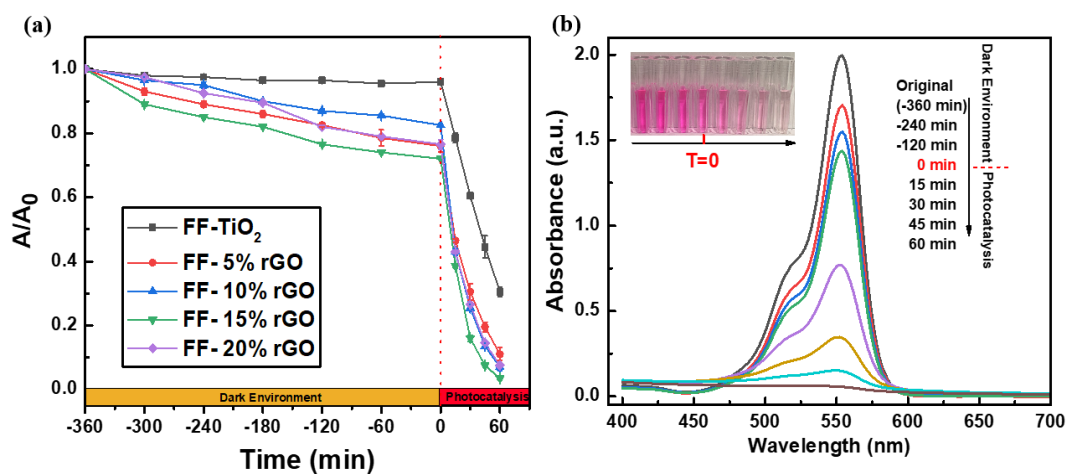 (a)
A/A0
1.0
0.8
0.6
0.4
0.2
0.0
FF-TiO2
FF- 5% rGO
FF- 10% rGO
FF- 15% rGO
FF- 20% rGO
Dark Environment
Photocatalysis
-360 -300 -240 -180 -120 -60 0 60
Time (min)
(b)
Absorbance (a.u.)
2.0
1.5
1.0
0.5
0.0
T=0
Original
(-360 min)
-240 min
-120 min
0 min
15 min
30 min
45 min
60 min
Dark Environment
Photocatalysis
400 450 500 550 600 650 700
Wavelength (nm)